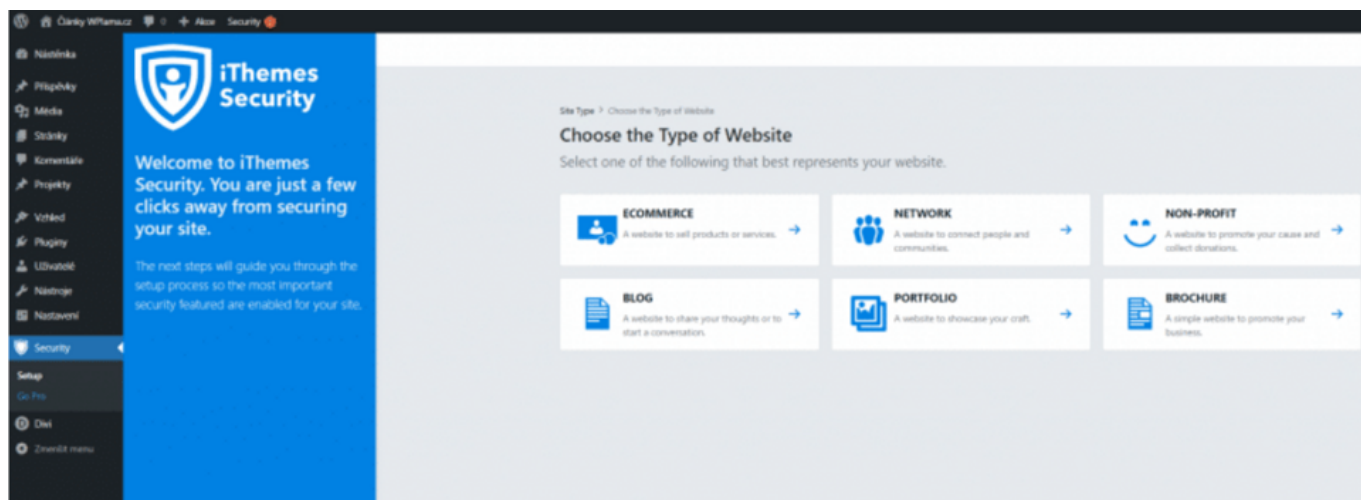 Články WPlama.cz 0 + Akce Security
Nástěnka
Příspěvky
Média
Stránky
Komentáře
Projekty
Vzhled
Pluginy
Uživatelé
Nástroje
Nastavení
Security
Setup
Go Pro
Divi
Zmenšit menu
iThemes
Security
Welcome to iThemes
Security. You are just a few
clicks away from securing
your site.
The next steps will guide you through the
setup process so the most important
security featured are enabled for your site.
Site Type > Choose the Type of Website
Choose the Type of Website
Select one of the following that best represents your website.
ECOMMERCE
A website to sell products or services.
NETWORK
A website to connect people and
communities.
NON-PROFIT
A website to promote your cause and
collect donations.
BLOG
A website to share your thoughts or to
start a conversation.
PORTFOLIO
A website to showcase your craft.
BROCHURE
A simple website to promote your
business.